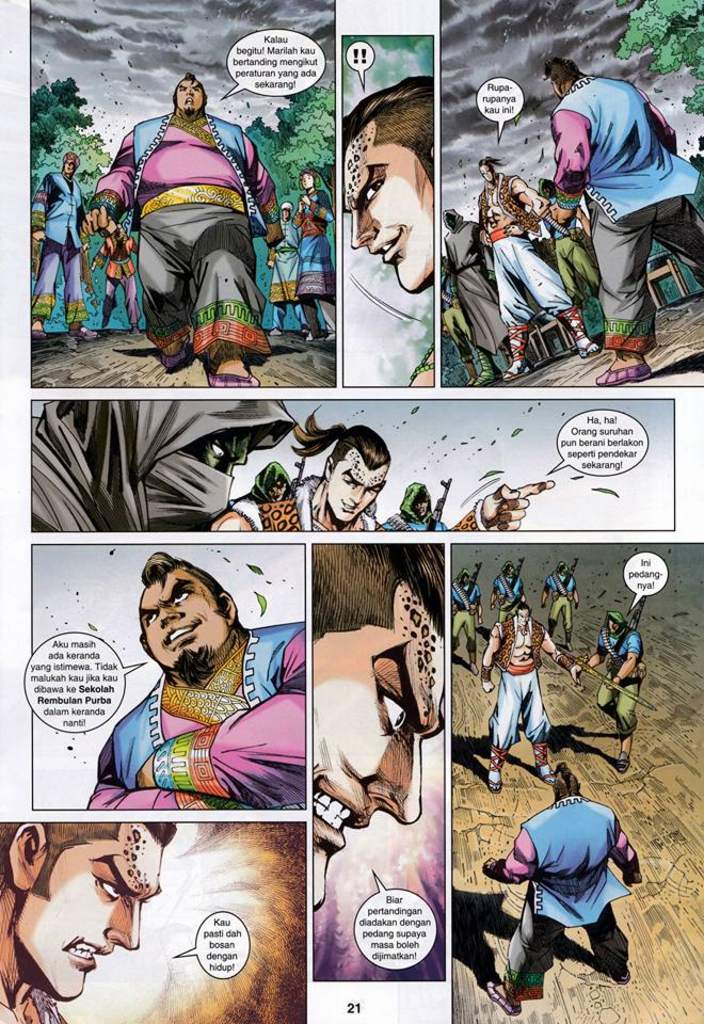 Kalau
begitu! Marilah kau
bertanding mengikut
peraturan yang ada
sekarang!
!!
Rupa-
rupanya
kau ini!
Ha, ha!
Orang suruhan
pun berani berlakon
seperti pendekar
sekarang!
Aku masih
ada keranda
yang istimewa. Tidak
malukah kau jika kau
dibawa ke Sekolah
Rembulan Purba
dalam keranda
nanti!
Biar
pertandingan
diadakan dengan
pedang supaya
masa boleh
dijimatkan!
Ini
pedang-
nya!
Kau
pasti dah
bosan
dengan
hidup!
21